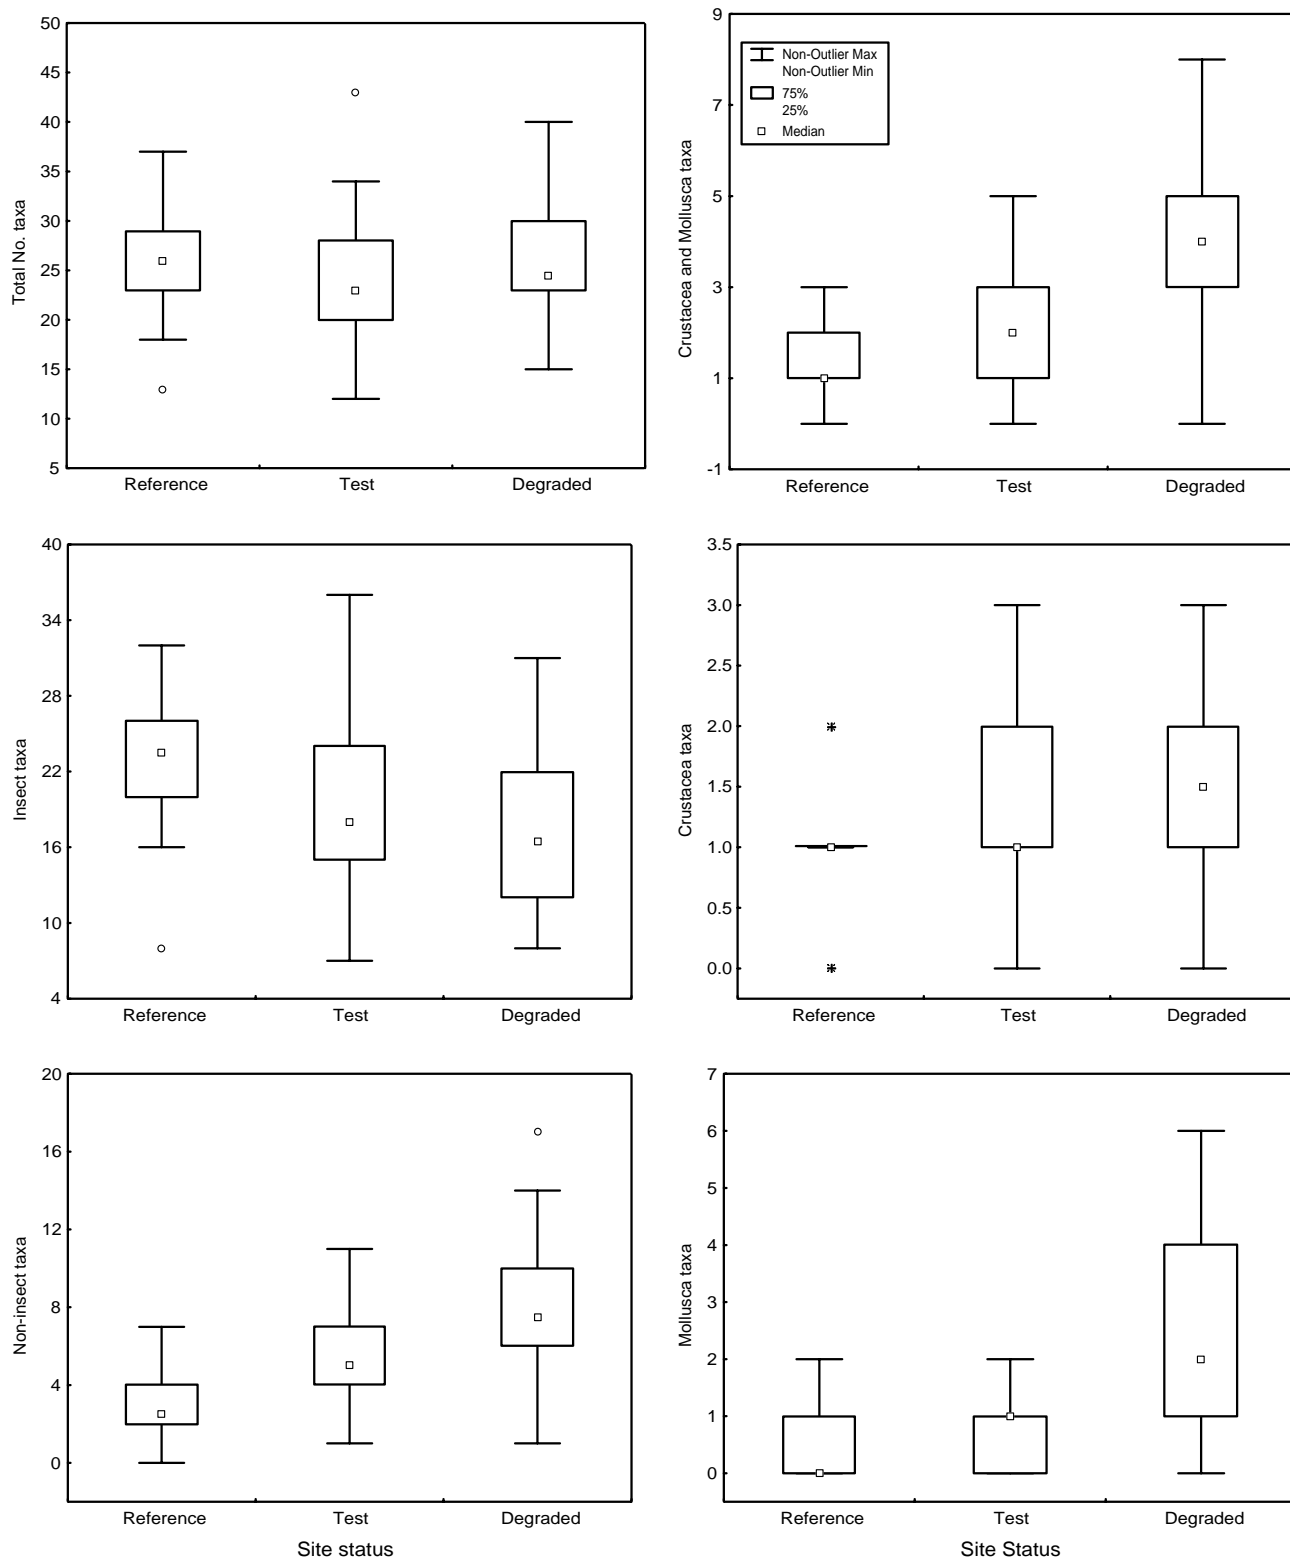 50
45
40
35
30
25
20
15
10
5
Total No. taxa
Reference Test Degraded
9
7
5
3
1
-1
Crustacea and Mollusca taxa
Non-Outlier Max
Non-Outlier Min
75%
25%
Median
Reference Test Degraded
40
34
28
22
16
10
4
Insect taxa
Reference Test Degraded
3.5
3.0
2.5
2.0
1.5
1.0
0.5
0.0
Crustacea taxa
Reference Test Degraded
20
16
12
8
4
0
Non-insect taxa
Reference Test Degraded
Site status
7
6
5
4
3
2
1
0
Mollusca taxa
Reference Test Degraded
Site Status